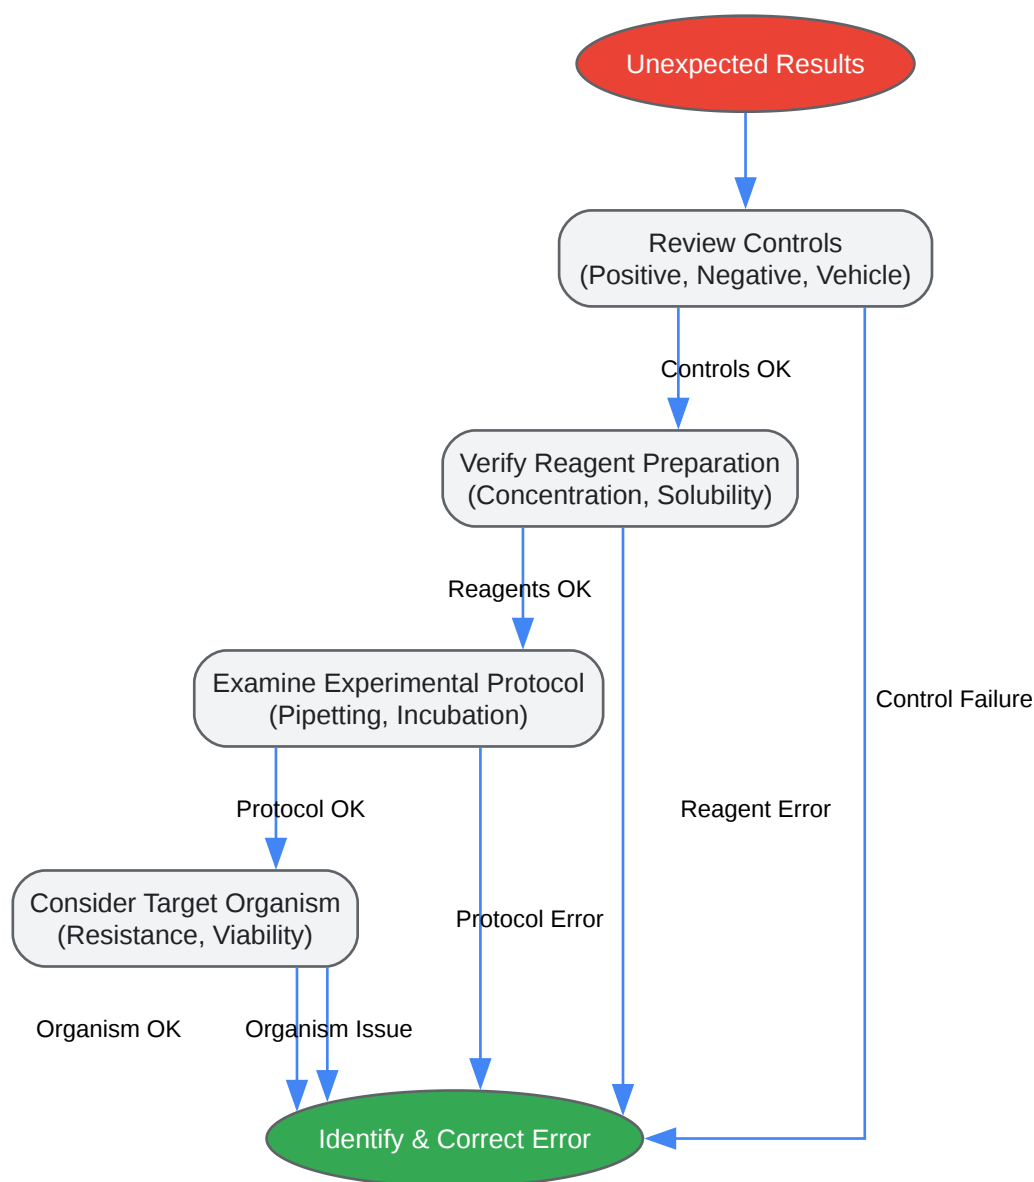 Unexpected Results
Review Controls
(Positive, Negative, Vehicle)
Controls OK
Verify Reagent Preparation
(Concentration, Solubility)
Reagents OK
Examine Experimental Protocol
(Pipetting, Incubation)
Control Failure
Protocol OK
Reagent Error
Consider Target Organism
(Resistance, Viability)
Protocol Error
Organism OK
Organism Issue
Identify & Correct Error